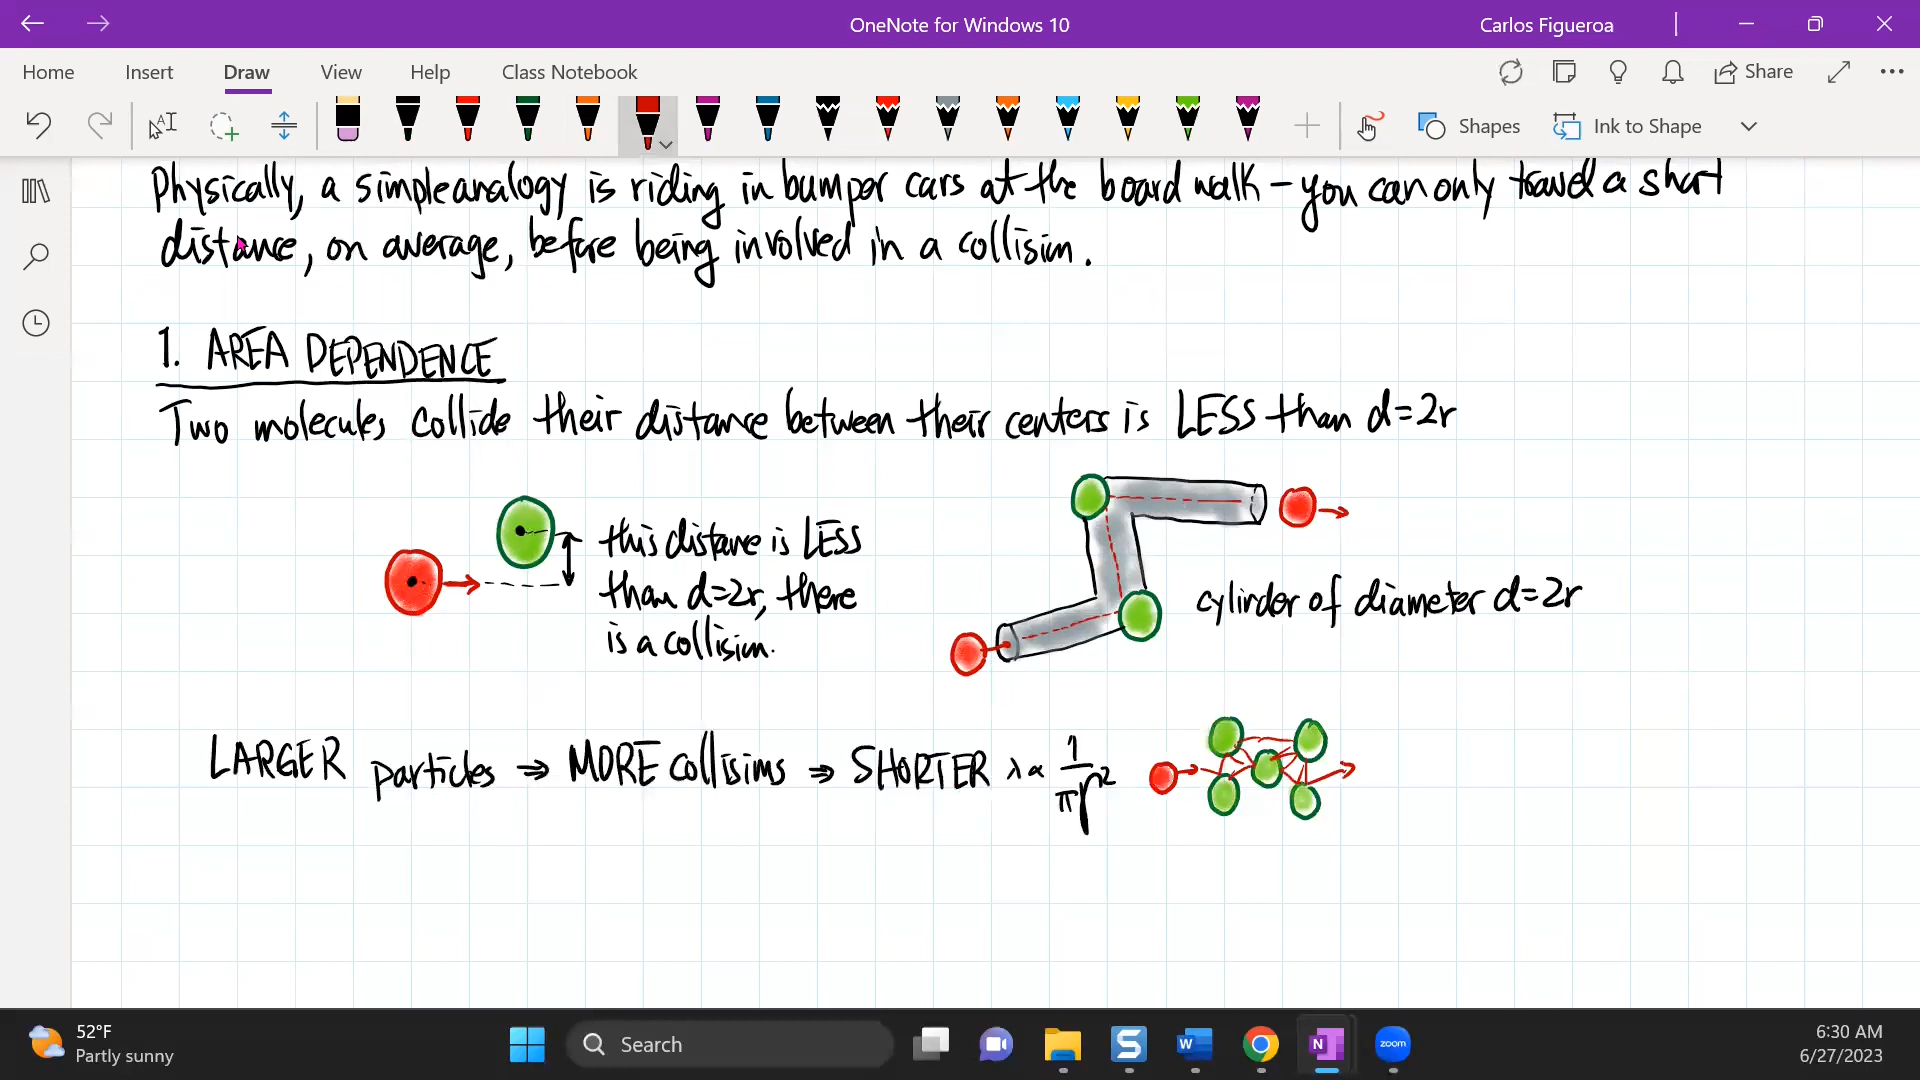 OneNote for Windows 10
Carlos Figueroa
Home Insert Draw View Help Class Notebook
Share
Shapes
Ink to Shape
Physically, a simple analogy is riding in bumper cars at the board walk – you can only travel a short
distance, on average, before being involved in a collision.
1. AREA DEPENDENCE
Two molecules collide their distance between their centers is LESS than d=2r
this distance is LESS
than d=2r, there
is a collision.
cylinder of diameter d=2r
LARGER particles ⇒ MORE collisions ⇒ SHORTER λ ∝ 1/πr²
52°F
Partly sunny
Search
zoom
6:30 AM
6/27/2023